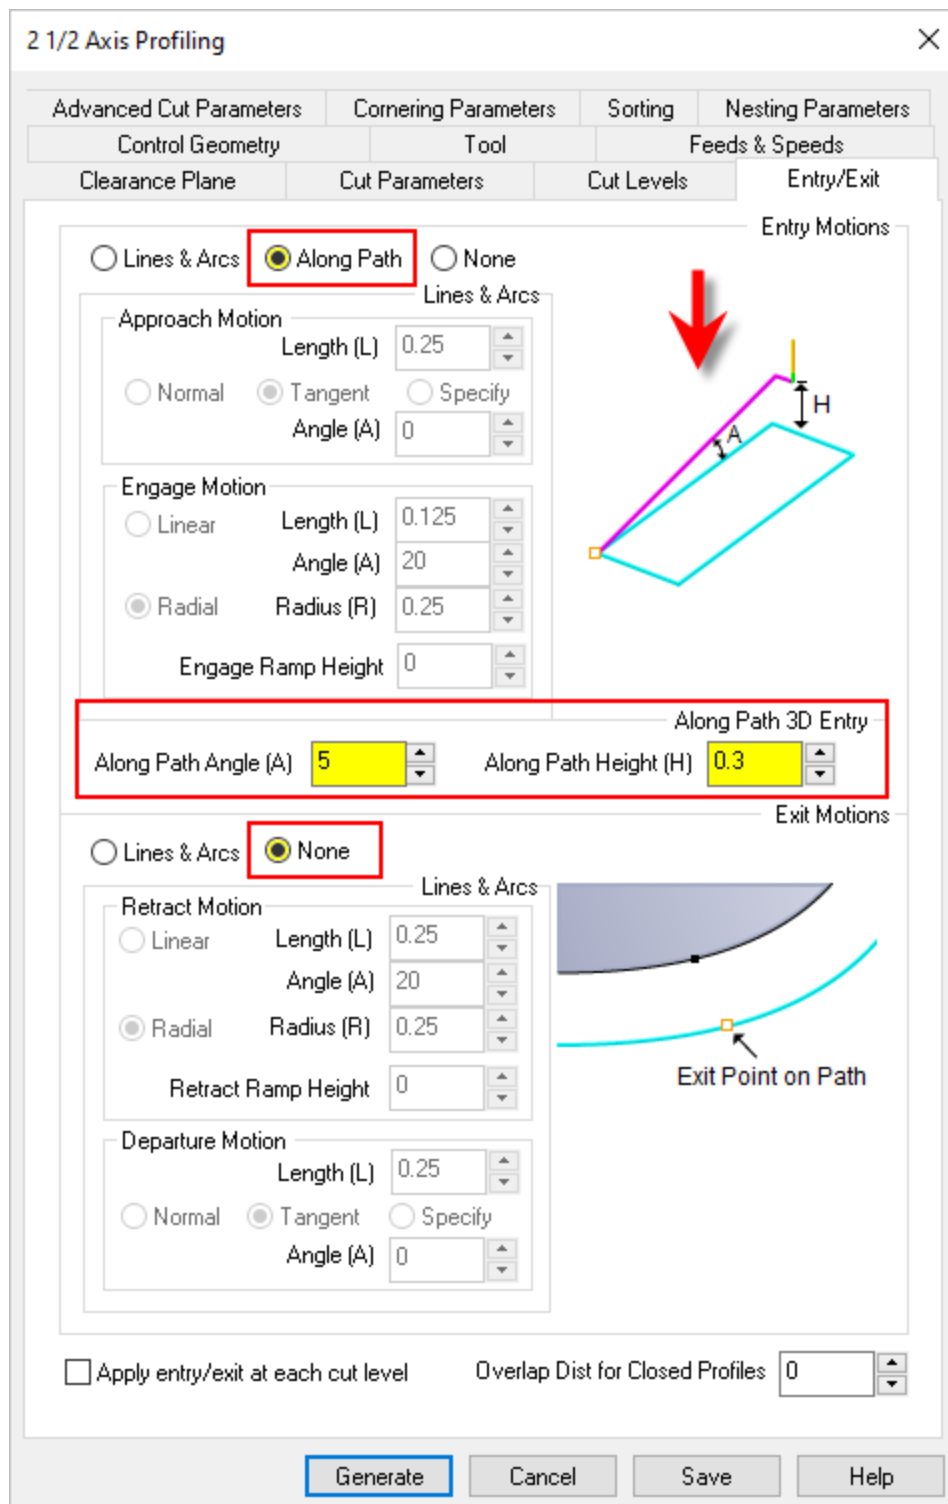 2 1/2 Axis Profiling
Advanced Cut Parameters Cornering Parameters Sorting Nesting Parameters
Control Geometry Tool Feeds & Speeds
Clearance Plane Cut Parameters Cut Levels Entry/Exit
Entry Motions
Lines & Arcs Along Path None
Lines & Arcs
Approach Motion
Length (L) 0.25
Normal Tangent Specify
Angle (A) 0
Engage Motion
Linear Length (L) 0.125
Angle (A) 20
Radial Radius (R) 0.25
Engage Ramp Height 0
H
A
Along Path 3D Entry
Along Path Angle (A) 5 Along Path Height (H) 0.3
Exit Motions
Lines & Arcs None
Lines & Arcs
Retract Motion
Linear Length (L) 0.25
Angle (A) 20
Radial Radius (R) 0.25
Retract Ramp Height 0
Exit Point on Path
Departure Motion
Length (L) 0.25
Normal Tangent Specify
Angle (A) 0
Apply entry/exit at each cut level Overlap Dist for Closed Profiles 0
Generate Cancel Save Help